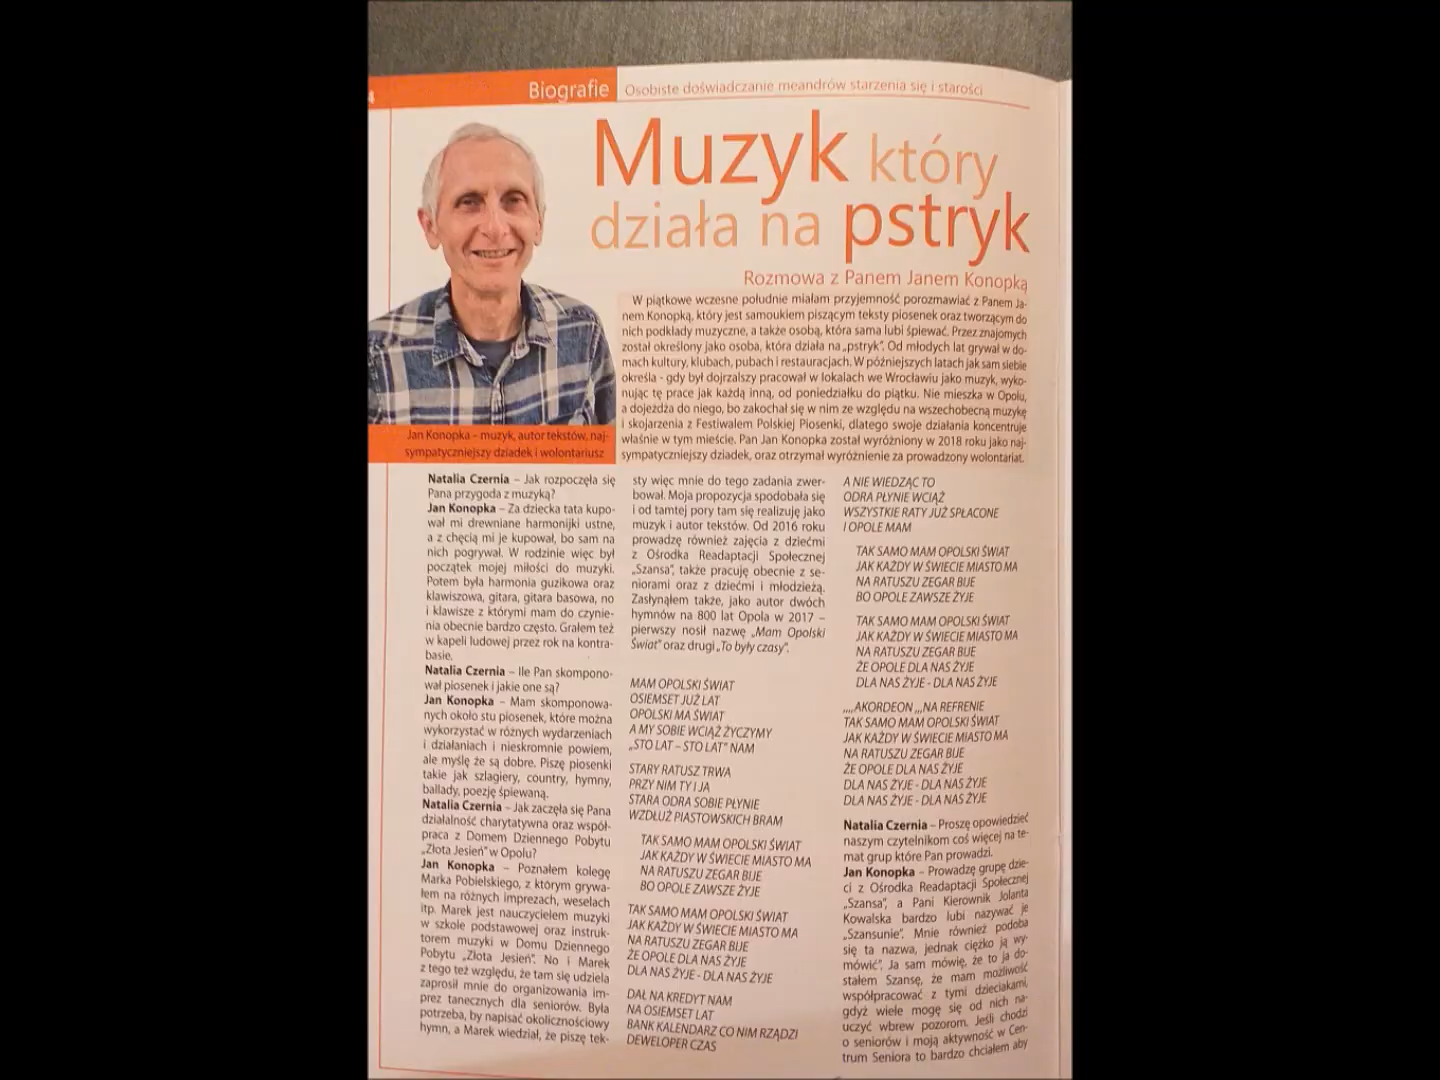 4
Biografie
Osobiste doświadczanie meandrów starzenia się i starości
Muzyk który
działa na pstryk
Rozmowa z Panem Janem Konopką
W piątkowe wczesne południe miałam przyjemność porozmawiać z Panem Ja-
nem Konopką, który jest samoukiem piszącym teksty piosenek oraz tworzącym do
nich podkłady muzyczne, a także osobą, która sama lubi śpiewać. Przez znajomych
został określony jako osoba, która działa na „pstryk". Od młodych lat grywał w do-
mach kultury, klubach, pubach i restauracjach. W późniejszych latach jak sam siebie
określa - gdy był dojrzalszy pracował w lokalach we Wrocławiu jako muzyk, wyko-
nując tę prace jak każdą inną, od poniedziałku do piątku. Nie mieszka w Opolu,
a dojeżdża do niego, bo zakochał się w nim ze względu na wszechobecną muzykę
i skojarzenia z Festiwalem Polskiej Piosenki, dlatego swoje działania koncentruje
właśnie w tym mieście. Pan Jan Konopka został wyróżniony w 2018 roku jako naj-
sympatyczniejszy dziadek, oraz otrzymał wyróżnienie za prowadzony wolontariat.
Jan Konopka – muzyk, autor tekstów, naj-
sympatyczniejszy dziadek i wolontariusz
Natalia Czernia – Jak rozpoczęła się
Pana przygoda z muzyką?
Jan Konopka – Za dziecka tata kupo-
wał mi drewniane harmonijki ustne,
a z chęcią mi je kupował, bo sam na
nich pogrywał. W rodzinie więc był
początek mojej miłości do muzyki.
Potem była harmonia guzikowa oraz
klawiszowa, gitara, gitara basowa, no
i klawisze z którymi mam do czynie-
nia obecnie bardzo często. Grałem też
w kapeli ludowej przez rok na kontra-
basie.
Natalia Czernia – Ile Pan skompono-
wał piosenek i jakie one są?
Jan Konopka – Mam skomponowa-
nych około stu piosenek, które można
wykorzystać w różnych wydarzeniach
i działaniach i nieskromnie powiem,
ale myślę że są dobre. Piszę piosenki
takie jak szlagiery, country, hymny,
ballady, poezję śpiewaną.
Natalia Czernia – Jak zaczęła się Pana
działalność charytatywna oraz współ-
praca z Domem Dziennego Pobytu
„Złota Jesień" w Opolu?
Jan Konopka – Poznałem kolegę
Marka Pobielskiego, z którym grywa-
łem na różnych imprezach, weselach
itp. Marek jest nauczycielem muzyki
w szkole podstawowej oraz instruk-
torem muzyki w Domu Dziennego
Pobytu „Złota Jesień". No i Marek
z tego też względu, że tam się udziela
zaprosił mnie do organizowania im-
prez tanecznych dla seniorów. Była
potrzeba, by napisać okolicznościowy
hymn, a Marek wiedział, że piszę tek-
sty więc mnie do tego zadania zwer-
bował. Moja propozycja spodobała się
i od tamtej pory tam się realizuję jako
muzyk i autor tekstów. Od 2016 roku
prowadzę również zajęcia z dziećmi
z Ośrodka Readaptacji Społecznej
„Szansa", także pracuję obecnie z se-
niorami oraz z dziećmi i młodzieżą.
Zasłynąłem także, jako autor dwóch
hymnów na 800 lat Opola w 2017 –
pierwszy nosił nazwę „Mam Opolski
Świat" oraz drugi „To były czasy".
MAM OPOLSKI ŚWIAT
OSIEMSET JUŻ LAT
OPOLSKI MA ŚWIAT
A MY SOBIE WCIĄŻ ŻYCZYMY
„STO LAT – STO LAT" NAM
STARY RATUSZ TRWA
PRZY NIM TY I JA
STARA ODRA SOBIE PŁYNIE
WZDŁUŻ PIASTOWSKICH BRAM
TAK SAMO MAM OPOLSKI ŚWIAT
JAK KAŻDY W ŚWIECIE MIASTO MA
NA RATUSZU ZEGAR BIJE
BO OPOLE ZAWSZE ŻYJE
TAK SAMO MAM OPOLSKI ŚWIAT
JAK KAŻDY W ŚWIECIE MIASTO MA
NA RATUSZU ZEGAR BIJE
ŻE OPOLE DLA NAS ŻYJE
DLA NAS ŻYJE - DLA NAS ŻYJE
DAŁ NA KREDYT NAM
NA OSIEMSET LAT
BANK KALENDARZ CO NIM RZĄDZI
DEWELOPER CZAS
A NIE WIEDZĄC TO
ODRA PŁYNIE WCIĄŻ
WSZYSTKIE RATY JUŻ SPŁACONE
I OPOLE MAM
TAK SAMO MAM OPOLSKI ŚWIAT
JAK KAŻDY W ŚWIECIE MIASTO MA
NA RATUSZU ZEGAR BIJE
BO OPOLE ZAWSZE ŻYJE
TAK SAMO MAM OPOLSKI ŚWIAT
JAK KAŻDY W ŚWIECIE MIASTO MA
NA RATUSZU ZEGAR BIJE
ŻE OPOLE DLA NAS ŻYJE
DLA NAS ŻYJE - DLA NAS ŻYJE
„„AKORDEON „„NA REFRENIE
TAK SAMO MAM OPOLSKI ŚWIAT
JAK KAŻDY W ŚWIECIE MIASTO MA
NA RATUSZU ZEGAR BIJE
ŻE OPOLE DLA NAS ŻYJE
DLA NAS ŻYJE - DLA NAS ŻYJE
DLA NAS ŻYJE - DLA NAS ŻYJE
Natalia Czernia – Proszę opowiedzieć
naszym czytelnikom coś więcej na te-
mat grup które Pan prowadzi.
Jan Konopka – Prowadzę grupę dzie-
ci z Ośrodka Readaptacji Społecznej
„Szansa", a Pani Kierownik Jolanta
Kowalska bardzo lubi nazywać je
„Szansunie". Mnie również podoba
się ta nazwa, jednak ciężko ją wy-
mówić". Ja sam mówię, że to ja do-
stałem Szansę, że mam możliwość
współpracować z tymi dzieciakami,
gdyż wiele mogę się od nich na-
uczyć wbrew pozorom. Jeśli chodzi
o seniorów i moją aktywność w Cen-
trum Seniora to bardzo chciałem aby